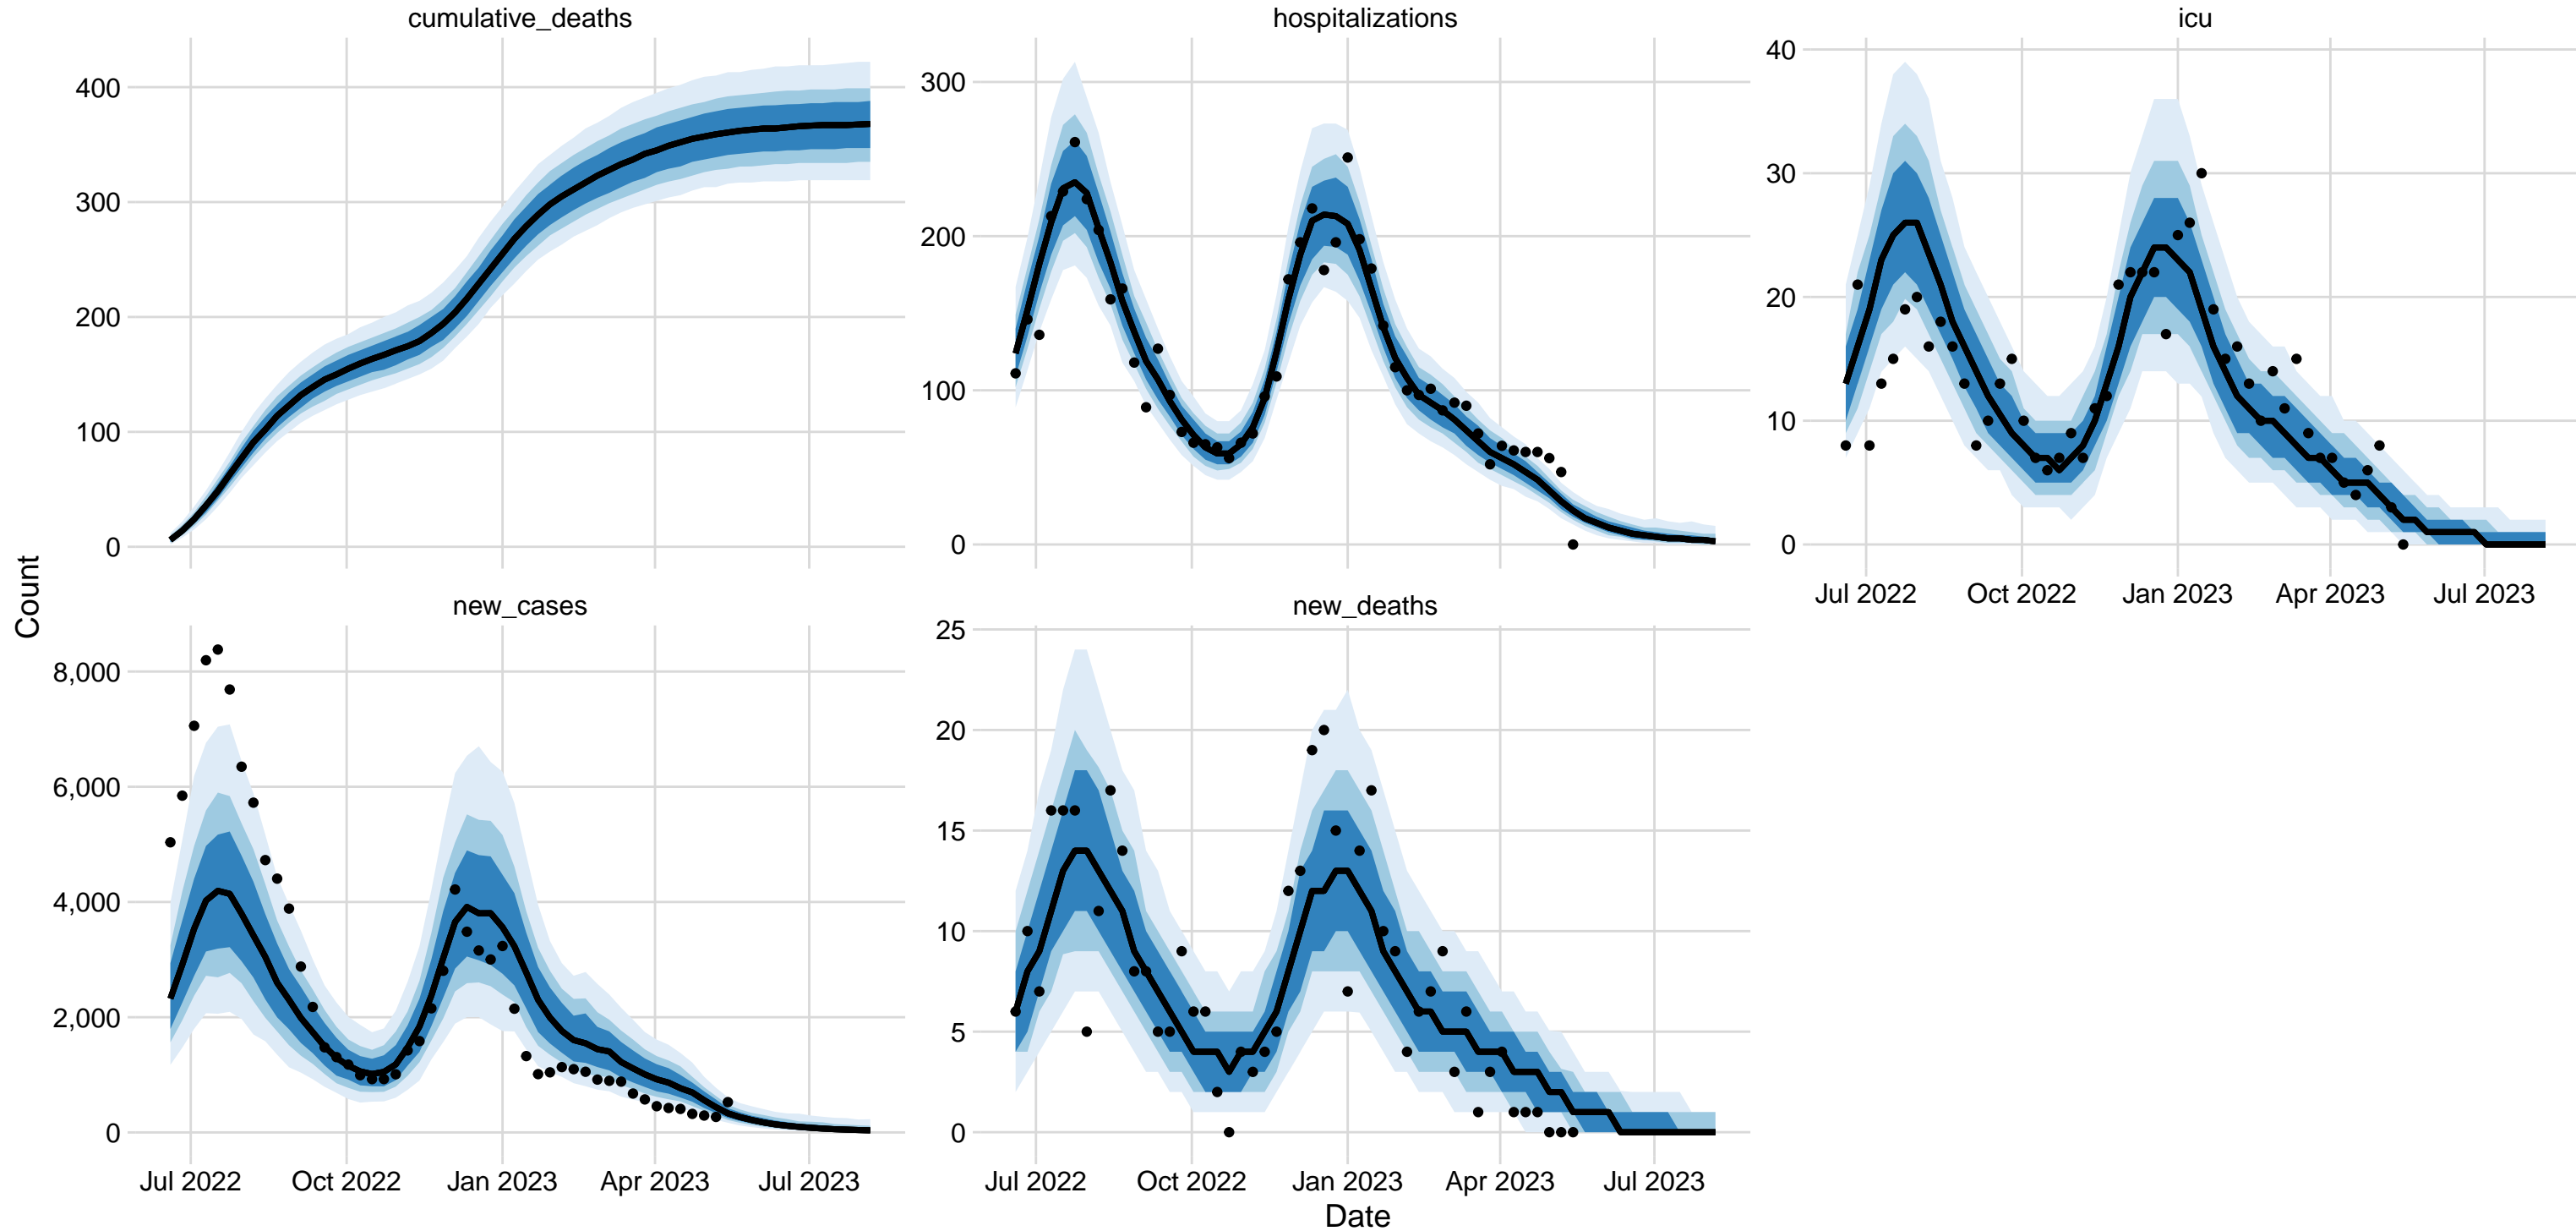 cumulative_deaths
hospitalizations
icu
400
300
200
100
0
300
200
100
0
40
30
20
10
0
Jul 2022 Oct 2022 Jan 2023 Apr 2023 Jul 2023
Count
new_cases
new_deaths
8,000
6,000
4,000
2,000
0
25
20
15
10
5
0
Jul 2022 Oct 2022 Jan 2023 Apr 2023 Jul 2023
Jul 2022 Oct 2022 Jan 2023 Apr 2023 Jul 2023
Date